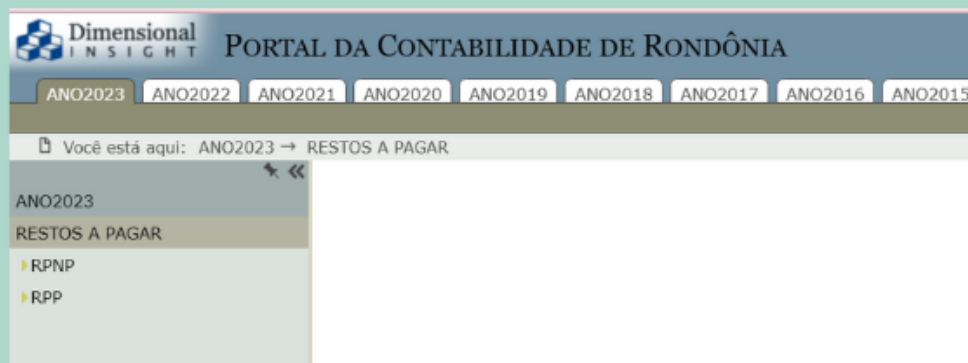 Dimensional
INSIGHT
PORTAL DA CONTABILIDADE DE RONDÔNIA
ANO2023 ANO2022 ANO2021 ANO2020 ANO2019 ANO2018 ANO2017 ANO2016 ANO2015
Você está aqui: ANO2023 → RESTOS A PAGAR
ANO2023
RESTOS A PAGAR
RPNP
RPP